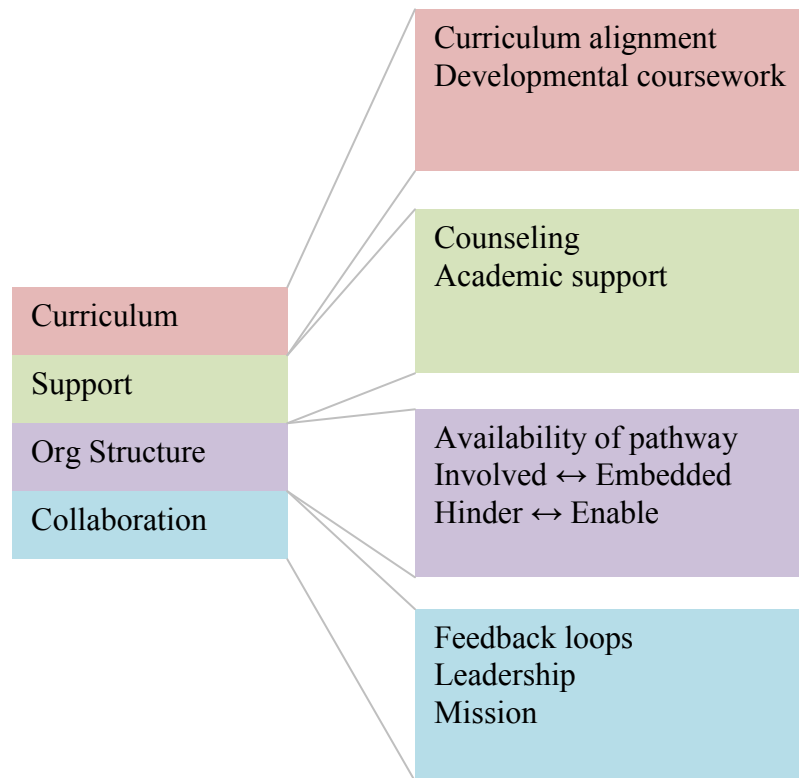 Curriculum alignment
Developmental coursework
Counseling
Academic support
Curriculum
Support
Org Structure
Collaboration
Availability of pathway
Involved ↔ Embedded
Hinder ↔ Enable
Feedback loops
Leadership
Mission